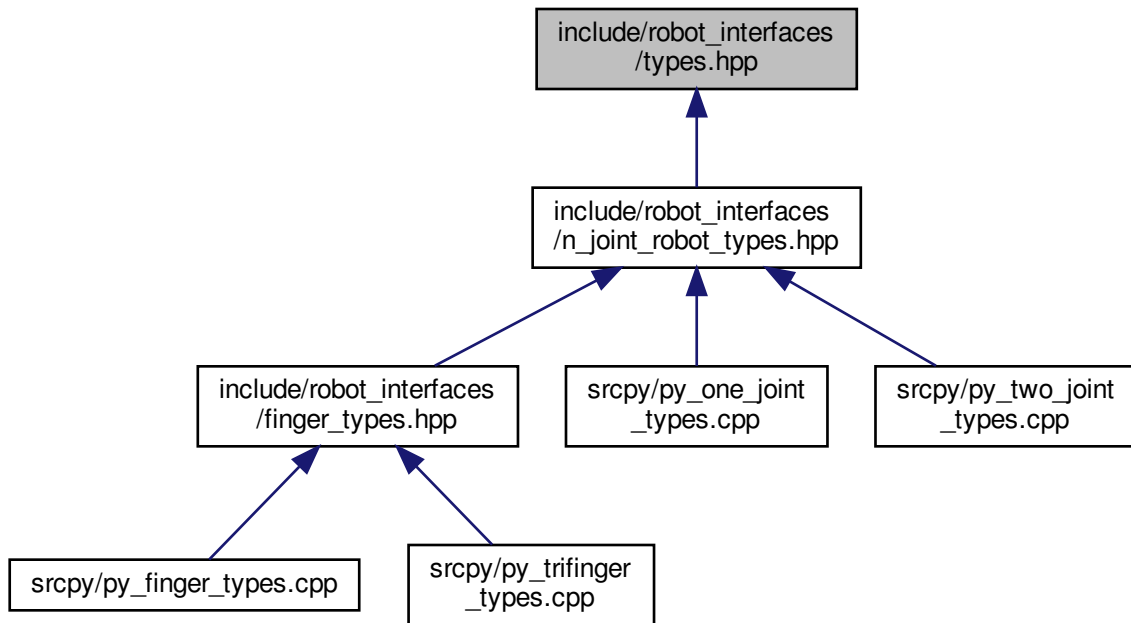 include/robot_interfaces
/types.hpp
include/robot_interfaces
/n_joint_robot_types.hpp
include/robot_interfaces
/finger_types.hpp
srcpy/py_one_joint
_types.cpp
srcpy/py_two_joint
_types.cpp
srcpy/py_finger_types.cpp
srcpy/py_trifinger
_types.cpp